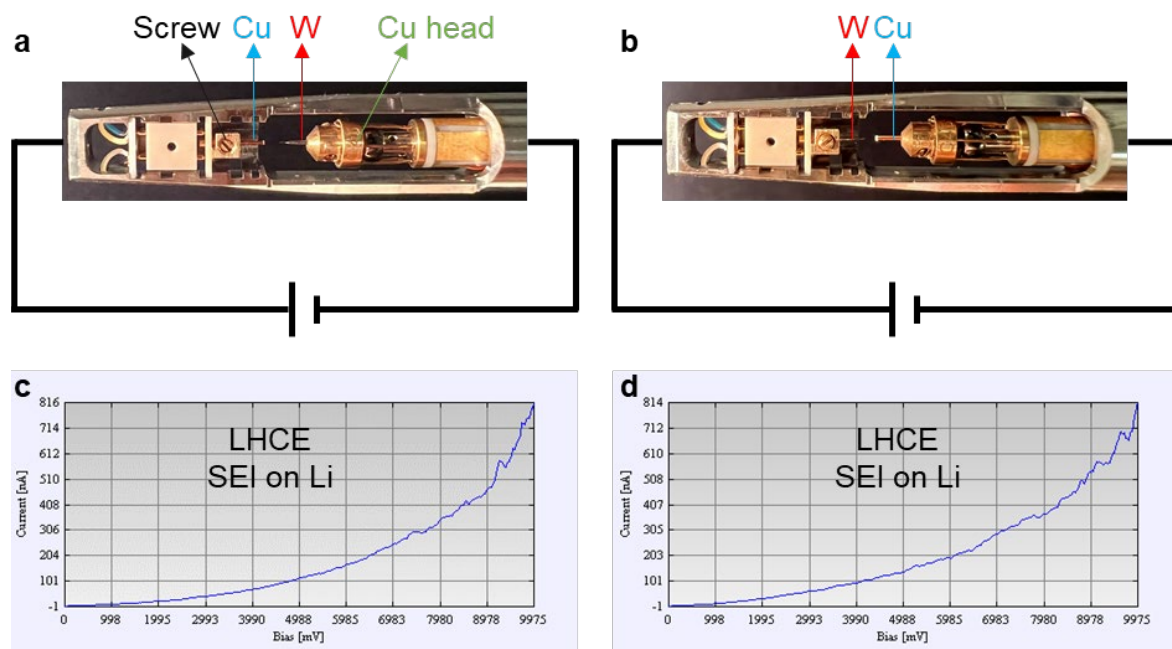 a
Screw Cu W Cu head
b
W Cu
c
816
714
612
510
408
305
204
101
-1
Current [nA]
LHCE
SEI on Li
0 998 1995 2993 3990 4988 5985 6983 7980 8978 9975
Bias [mV]
d
814
712
610
509
407
305
203
101
-1
Current [nA]
LHCE
SEI on Li
0 998 1995 2993 3990 4988 5985 6983 7980 8978 9975
Bias [mV]